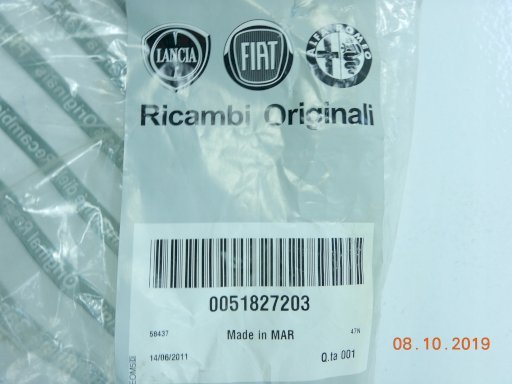 LANCIA FIAT ALFA ROMEO
Ricambi Originali
0051827203
58437 Made in MAR 47N
14/06/2011 Q.ta 001
08.10.2019